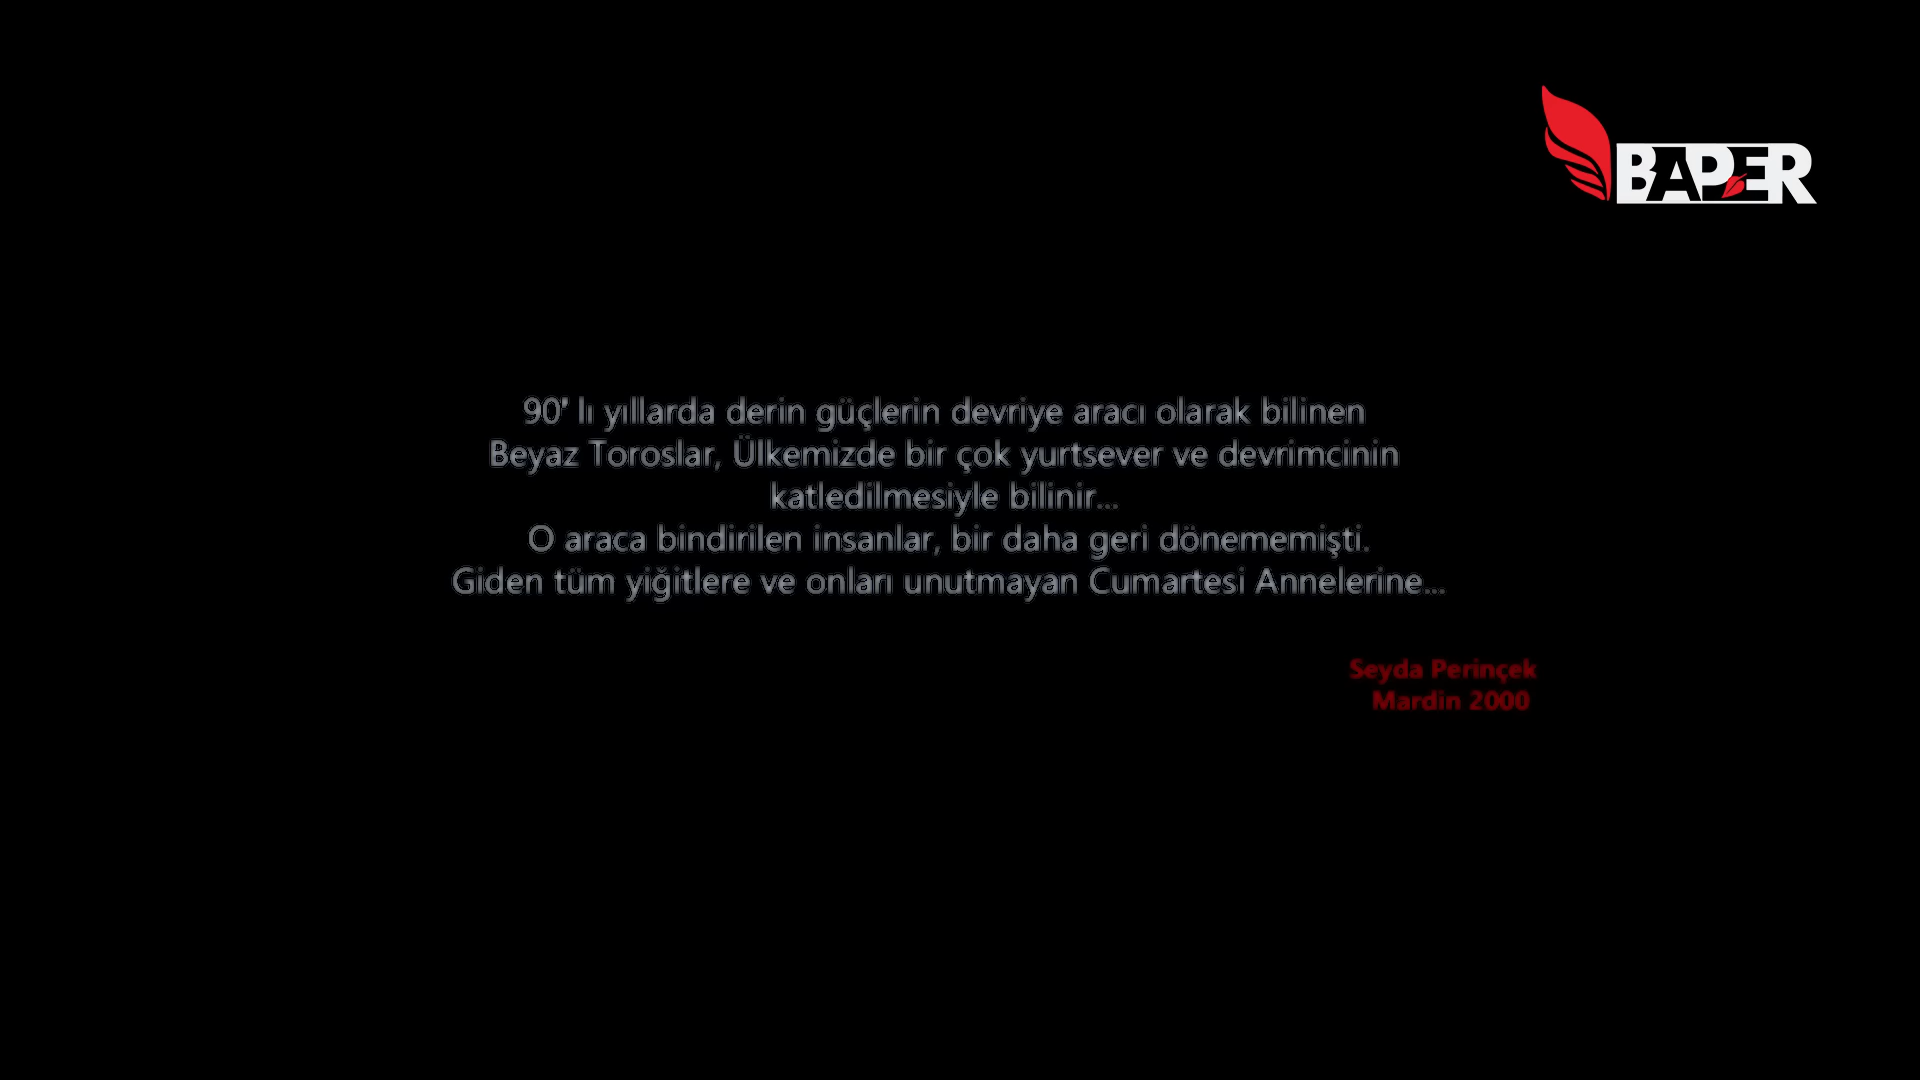 BAPER
90' lı yıllarda derin güçlerin devriye aracı olarak bilinen
Beyaz Toroslar, Ülkemizde bir çok yurtsever ve devrimcinin
katledilmesiyle bilinir...
O araca bindirilen insanlar, bir daha geri dönememişti.
Giden tüm yiğitlere ve onları unutmayan Cumartesi Annelerine...
Seyda Perinçek
Mardin 2000